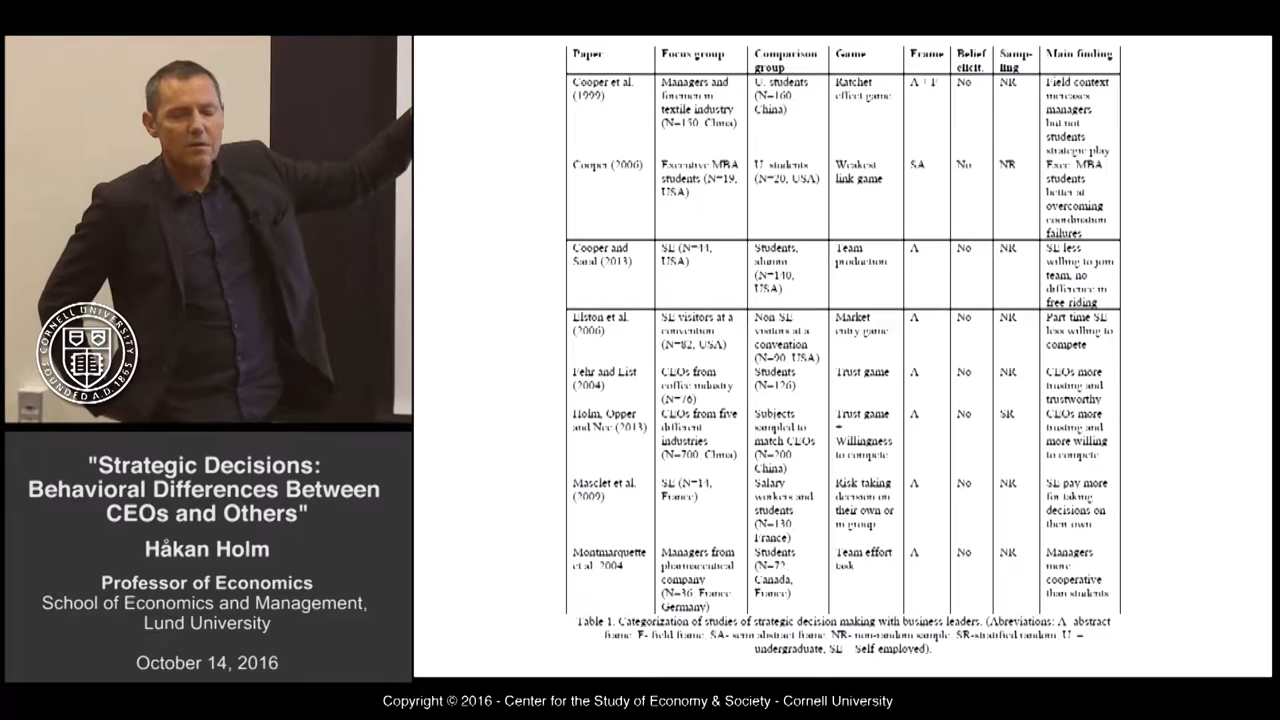 CORNELL UNIVERSITY
FOUNDED A.D. 1865
"Strategic Decisions:
Behavioral Differences Between
CEOs and Others"
Håkan Holm
Professor of Economics
School of Economics and Management,
Lund University
October 14, 2016
Paper Focus group Comparison group Game Frame Belief elicit. Samp-ling Main finding
Cooper et al. (1999) Managers and foremen in textile industry (N=150, China) U. students (N=160 China) Ratchet effect game A + F No NR Field context increases managers but not students strategic play
Cooper (2006) Executive MBA students (N=19, USA) U. students (N=20, USA) Weakest link game SA No NR Exec. MBA students better at overcoming coordination failures
Cooper and Saral (2013) SE (N=44, USA) Students, alumni (N=140, USA) Team production A No NR SE less willing to join team, no difference in free riding
Elston et al. (2006) SE visitors at a convention (N=82, USA) Non SE visitors at a convention (N=90, USA) Market entry game A No NR Part time SE less willing to compete
Fehr and List (2004) CEOs from coffee industry (N=76) Students (N=126) Trust game A No NR CEOs more trusting and trustworthy
Holm, Opper and Nee (2013) CEOs from five different industries (N=700, China) Subjects sampled to match CEOs (N=200 China) Trust game + Willingness to compete A No SR CEOs more trusting and more willing to compete
Masclet et al. (2009) SE (N=14, France) Salary workers and students (N=130 France) Risk taking decision on their own or in group A No NR SE pay more for taking decisions on their own
Montmarquette et al. 2004 Managers from pharmaceutical company (N=36, France, Germany) Students (N=72, Canada, France) Team effort task A No NR Managers more cooperative than students
Table 1. Categorization of studies of strategic decision making with business leaders. (Abreviations: A- abstract
frame, F- field frame, SA- semi abstract frame, NR- non-random sample, SR-stratified random, U. =
undergraduate, SE = Self employed).
Copyright © 2016 - Center for the Study of Economy & Society - Cornell University